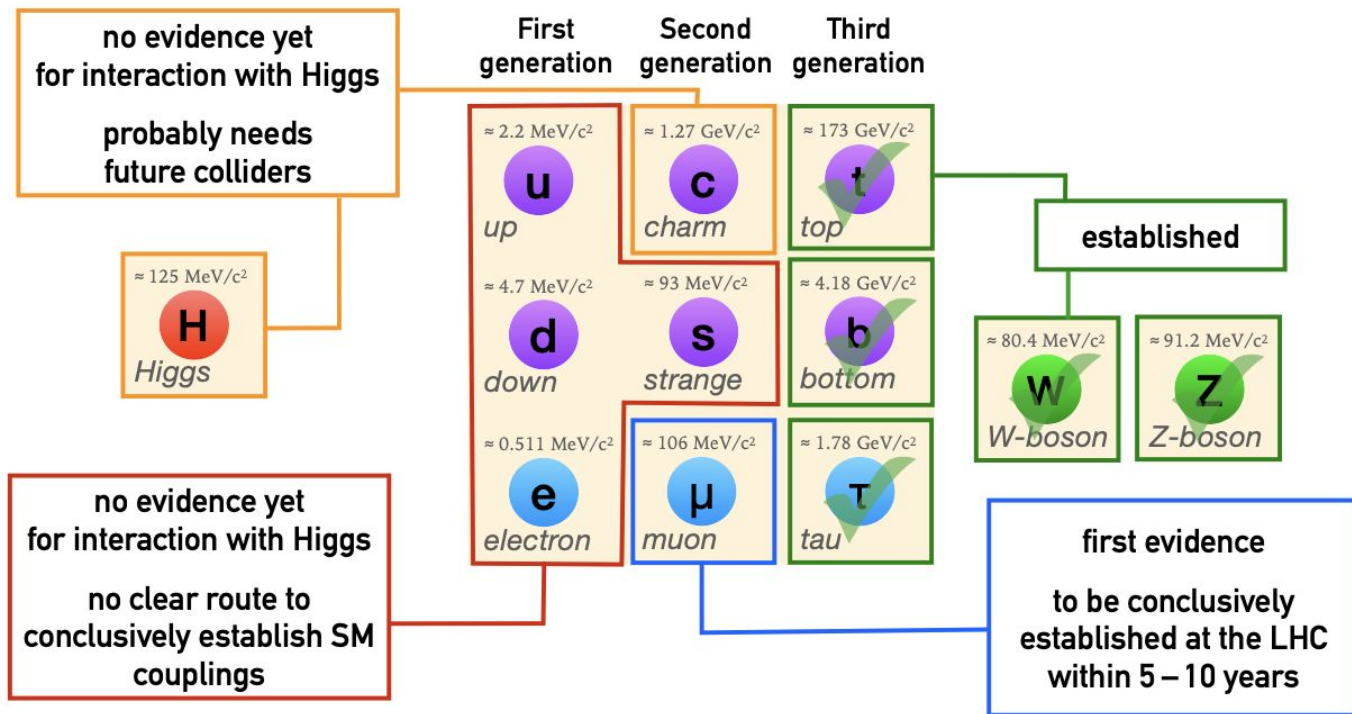 no evidence yet
for interaction with Higgs
probably needs
future colliders
First
generation
Second
generation
Third
generation
≈ 2.2 MeV/c²
u
up
≈ 1.27 GeV/c²
c
charm
≈ 173 GeV/c²
t
top
established
≈ 125 MeV/c²
H
Higgs
≈ 4.7 MeV/c²
d
down
≈ 93 MeV/c²
s
strange
≈ 4.18 GeV/c²
b
bottom
≈ 80.4 MeV/c²
W
W-boson
≈ 91.2 MeV/c²
Z
Z-boson
≈ 0.511 MeV/c²
e
electron
≈ 106 MeV/c²
μ
muon
≈ 1.78 GeV/c²
τ
tau
no evidence yet
for interaction with Higgs
no clear route to
conclusively establish SM
couplings
first evidence
to be conclusively
established at the LHC
within 5 – 10 years